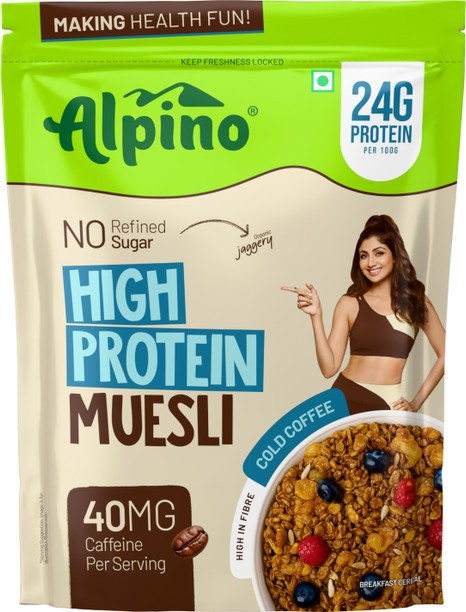 MAKING HEALTH FUN!
KEEP FRESHNESS LOCKED
Alpino®
24G
PROTEIN
PER 100G
NO Refined
Sugar
Organic
jaggery
HIGH
PROTEIN
MUESLI
COLD COFFEE
HIGH IN FIBRE
40MG
Caffeine
Per Serving
BREAKFAST CEREAL